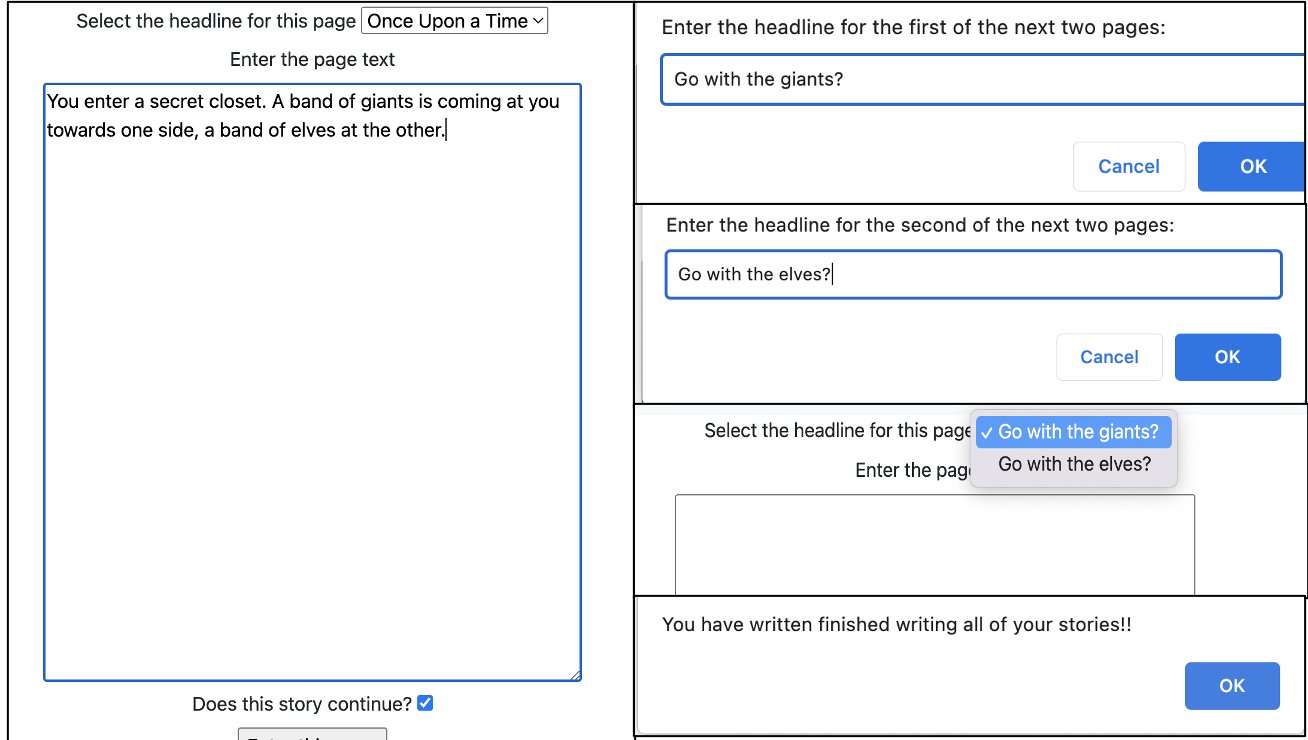 Select the headline for this page Once Upon a Time
Enter the page text
You enter a secret closet. A band of giants is coming at you
towards one side, a band of elves at the other.
Does this story continue?
Enter the headline for the first of the next two pages:
Go with the giants?
Cancel OK
Enter the headline for the second of the next two pages:
Go with the elves?
Cancel OK
Select the headline for this page ✓ Go with the giants?
Go with the elves?
Enter the
You have written finished writing all of your stories!!
OK